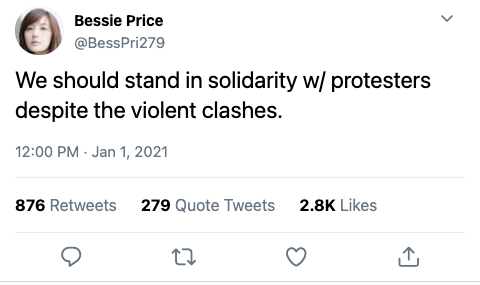 Bessie Price
@BessPri279
We should stand in solidarity w/ protesters
despite the violent clashes.
12:00 PM · Jan 1, 2021
876 Retweets 279 Quote Tweets 2.8K Likes